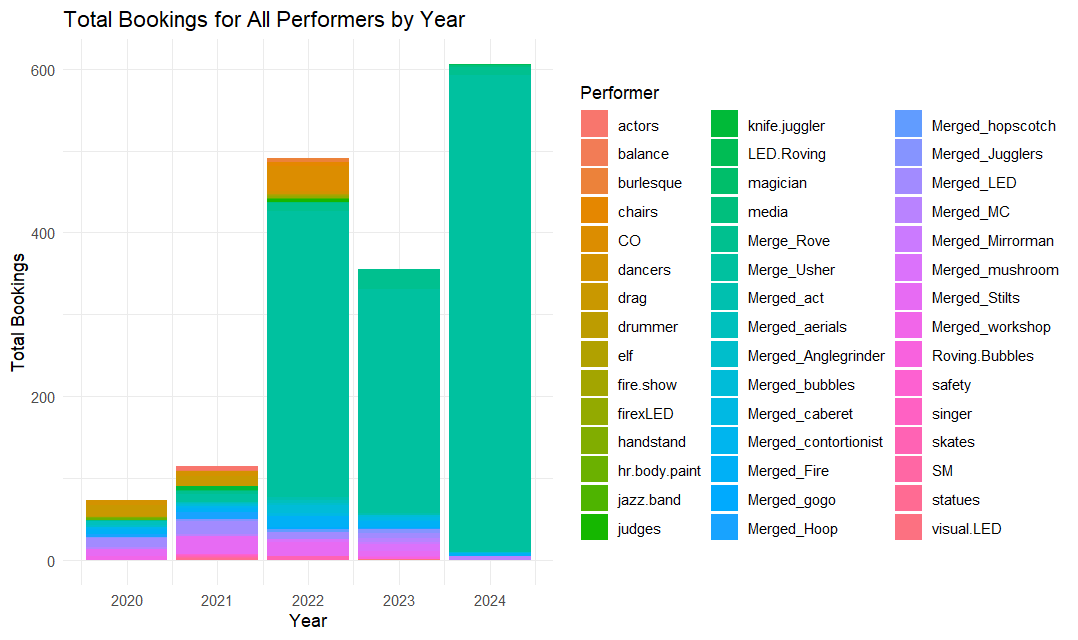 Total Bookings for All Performers by Year
Total Bookings
600
400
200
0
2020
2021
2022
2023
2024
Year
Performer
actors
balance
burlesque
chairs
CO
dancers
drag
drummer
elf
fire.show
firexLED
handstand
hr.body.paint
jazz.band
judges
knife.juggler
LED.Roving
magician
media
Merge_Rove
Merge_Usher
Merged_act
Merged_aerials
Merged_Anglegrinder
Merged_bubbles
Merged_caberet
Merged_contortionist
Merged_Fire
Merged_gogo
Merged_Hoop
Merged_hopscotch
Merged_Jugglers
Merged_LED
Merged_MC
Merged_Mirrorman
Merged_mushroom
Merged_Stilts
Merged_workshop
Roving.Bubbles
safety
singer
skates
SM
statues
visual.LED